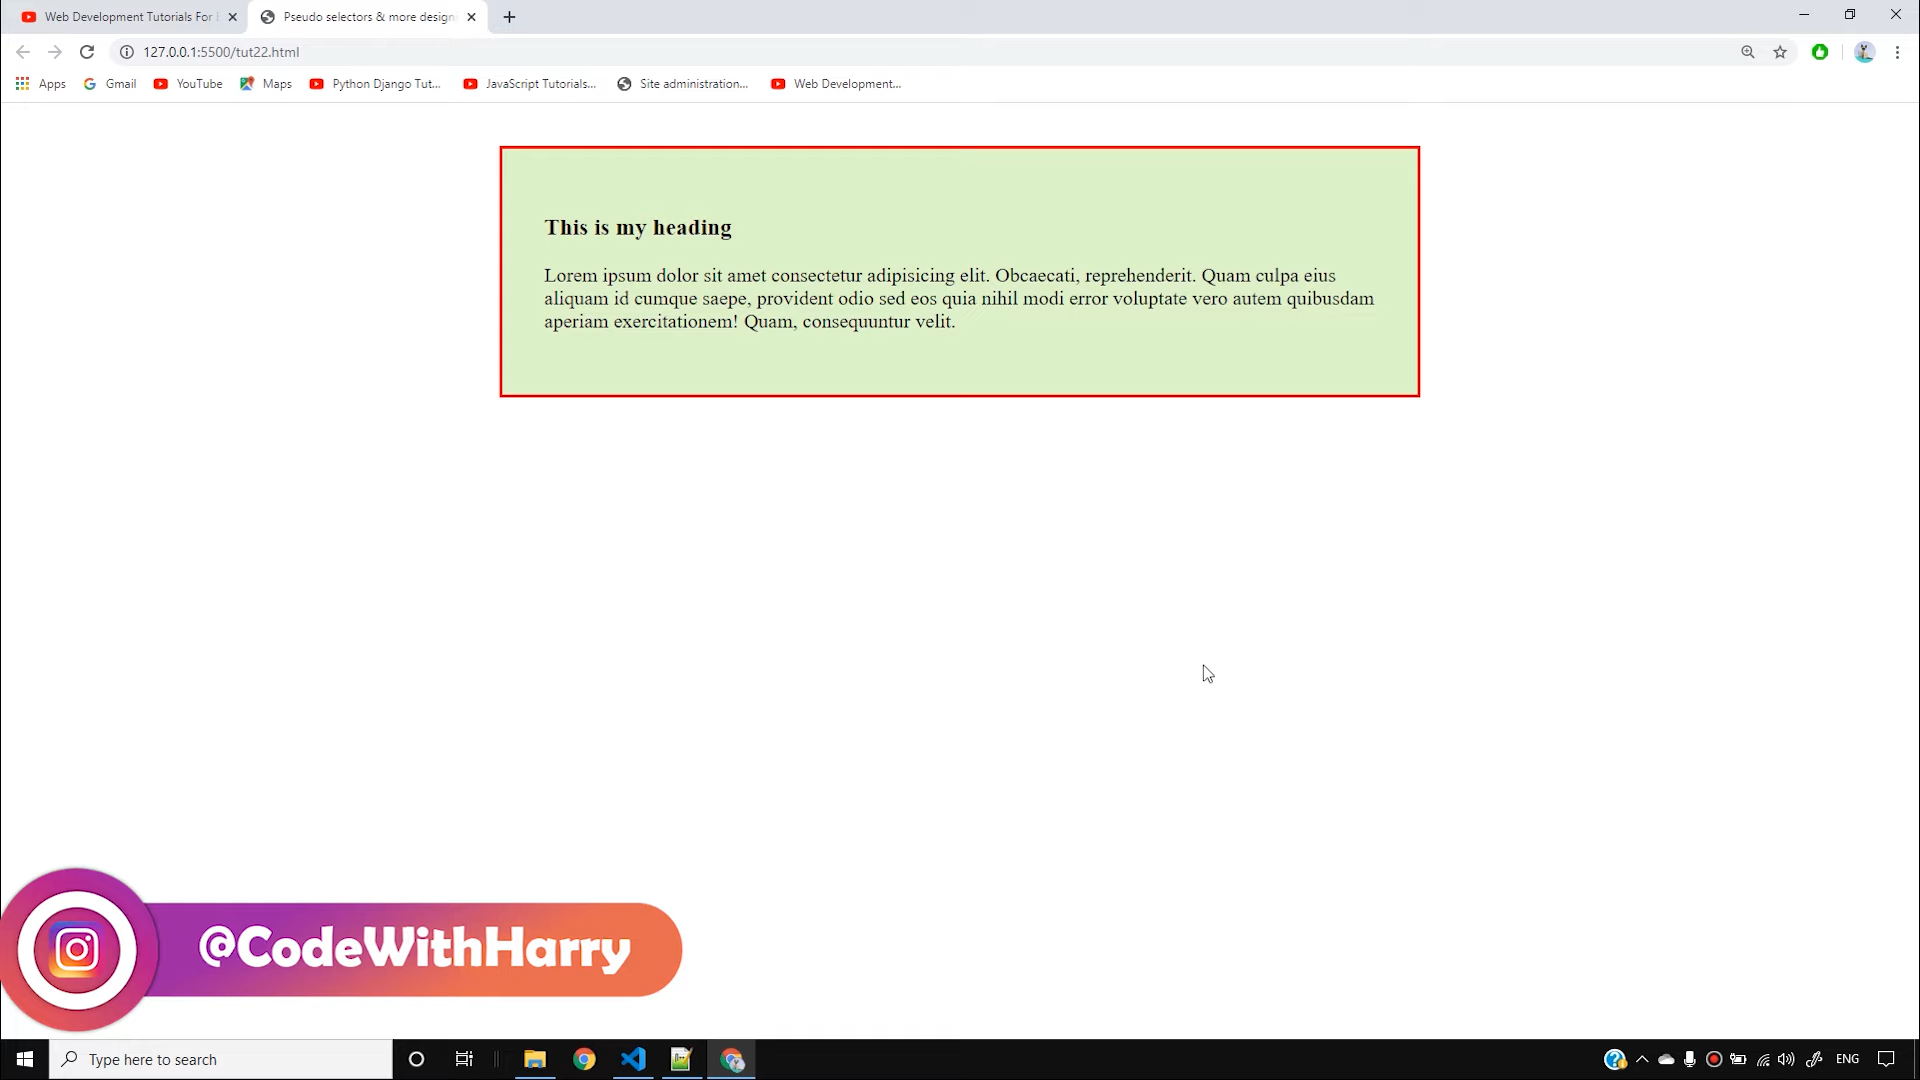 Web Development Tutorials For
Pseudo selectors & more design
127.0.0.1:5500/tut22.html
Apps
Gmail
YouTube
Maps
Python Django Tut...
JavaScript Tutorials...
Site administration...
Web Development...
This is my heading
Lorem ipsum dolor sit amet consectetur adipisicing elit. Obcaecati, reprehenderit. Quam culpa eius
aliquam id cumque saepe, provident odio sed eos quia nihil modi error voluptate vero autem quibusdam
aperiam exercitationem! Quam, consequuntur velit.
@CodeWithHarry
Type here to search
ENG